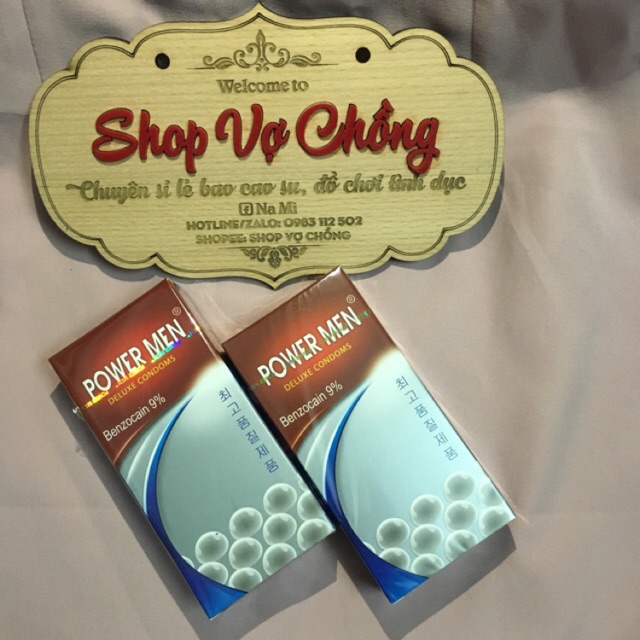 Welcome to
Shop Vợ Chồng
Chuyên sỉ lẻ bao cao su, đồ chơi tình dục
Na Mi
HOTLINE/ZALO: 0983 112 502
SHOPEE: SHOP VỢ CHỒNG
POWER MEN®
DELUXE CONDOMS
Benzocain 9%
최고품질제품
POWER MEN®
DELUXE CONDOMS
Benzocain 9%
최고품질제품